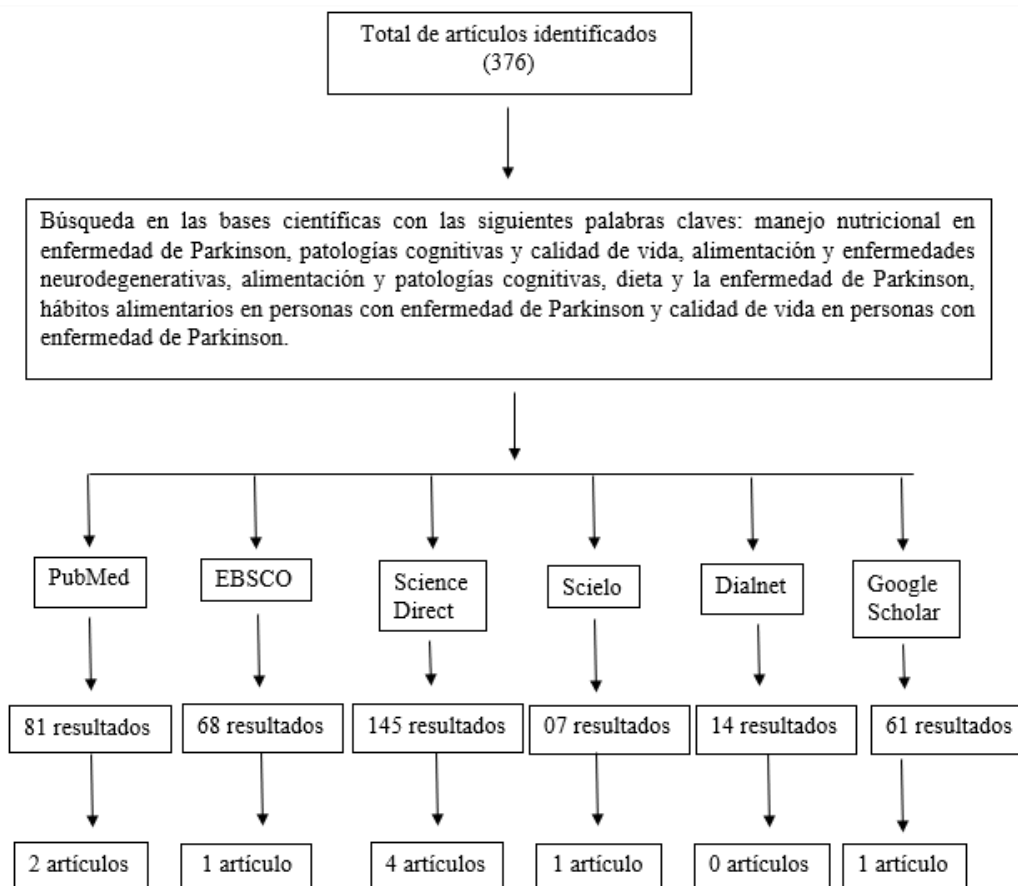 Total de artículos identificados
(376)
Búsqueda en las bases científicas con las siguientes palabras claves: manejo nutricional en
enfermedad de Parkinson, patologías cognitivas y calidad de vida, alimentación y enfermedades
neurodegenerativas, alimentación y patologías cognitivas, dieta y la enfermedad de Parkinson,
hábitos alimentarios en personas con enfermedad de Parkinson y calidad de vida en personas con
enfermedad de Parkinson.
PubMed
EBSCO
Science
Direct
Scielo
Dialnet
Google
Scholar
81 resultados
68 resultados
145 resultados
07 resultados
14 resultados
61 resultados
2 artículos
1 artículo
4 artículos
1 artículo
0 artículos
1 artículo